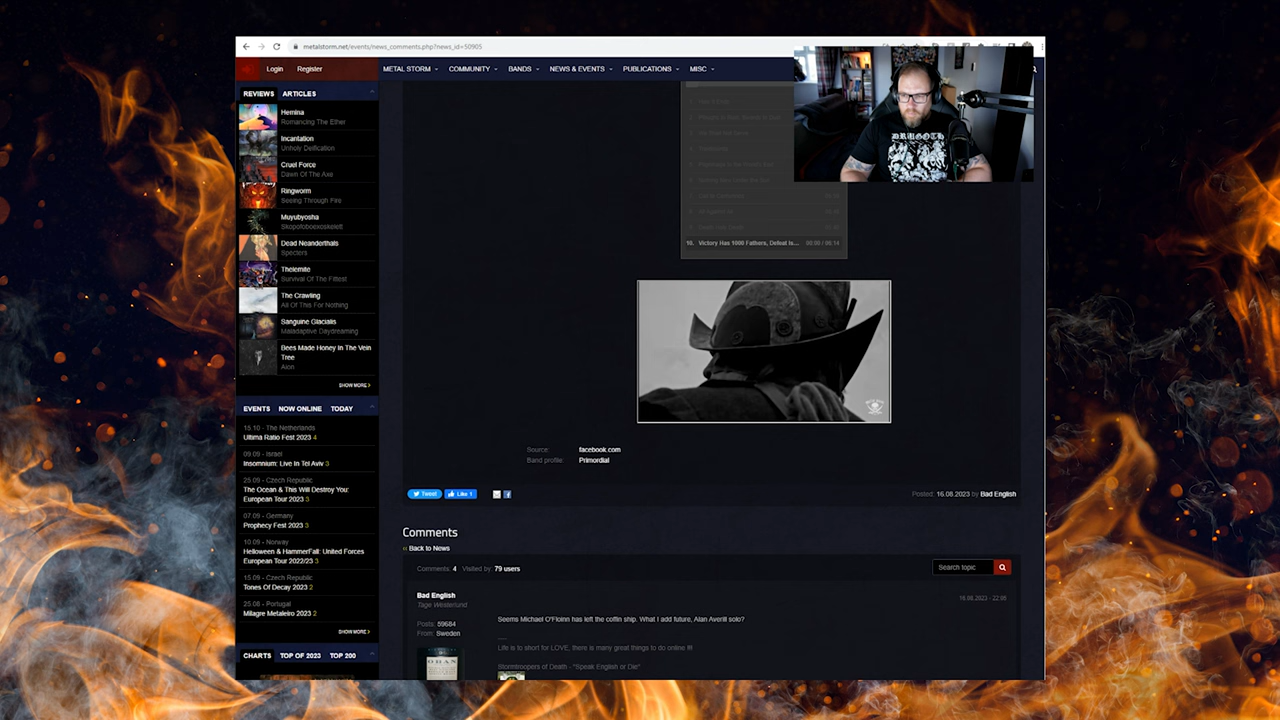 metalstorm.net/events/news_comments.php?news_id=50905
Login Register
METAL STORM COMMUNITY BANDS NEWS & EVENTS PUBLICATIONS MISC
REVIEWS ARTICLES
Hemina
Romancing The Ether
Incantation
Unholy Deification
Cruel Force
Dawn Of The Axe
Ringworm
Seeing Through Fire
Muyubyosha
Skopofoboexoskelett
Dead Neanderthals
Specters
Thelemite
Survival Of The Fittest
The Crawling
All Of This For Nothing
Sanguine Glacialis
Maladaptive Daydreaming
Bees Made Honey In The Vein
Tree
Aion
SHOW MORE
EVENTS NOW ONLINE TODAY
15.10 - The Netherlands
Ultima Ratio Fest 2023 4
09.09 - Israel
Insomnium: Live In Tel Aviv 3
25.09 - Czech Republic
The Ocean & This Will Destroy You:
European Tour 2023 3
07.09 - Germany
Prophecy Fest 2023 3
10.09 - Norway
Helloween & HammerFall: United Forces
European Tour 2022/23 3
15.09 - Czech Republic
Tones Of Decay 2023 2
25.08 - Portugal
Milagre Metaleiro 2023 2
SHOW MORE
CHARTS TOP OF 2023 TOP 200
DRUGOTH
10. Victory Has 1000 Fathers, Defeat Is... 00:00 / 06:14
Source: facebook.com
Band profile: Primordial
Tweet Like 1
Posted: 16.08.2023 by Bad English
Comments
Back to News
Comments: 4 Visited by: 79 users
Search topic
Bad English
Tage Westerlund
16.08.2023 - 22:08
Posts: 59684
From: Sweden
Seems Michael O'Floinn has left the coffin ship. What I add future, Alan Averill solo?
----
Life is to short for LOVE, there is many great things to do online !!!
Stormtroopers of Death - "Speak English or Die"